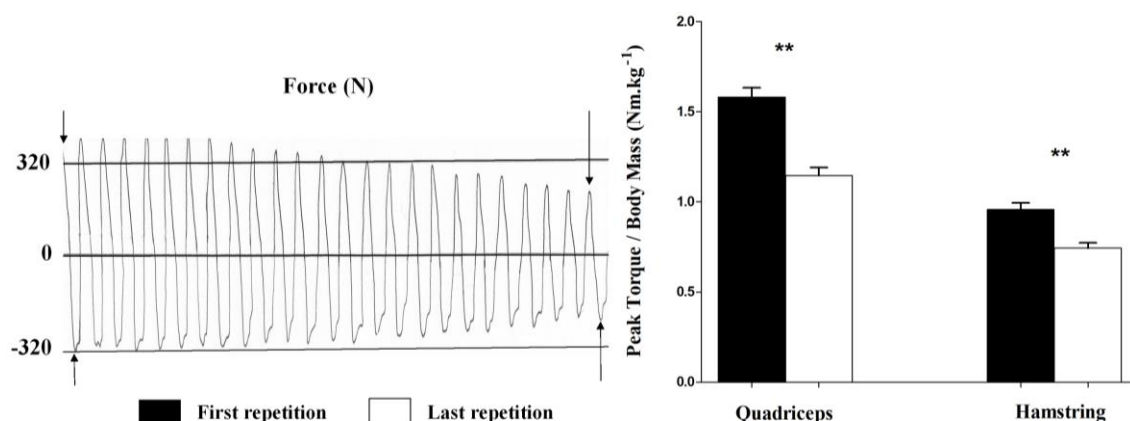 Force (N)
320
0
-320
First repetition
Last repetition
Peak Torque / Body Mass (Nm.kg-1)
2.0
1.5
1.0
0.5
0.0
**
**
Quadriceps
Hamstring